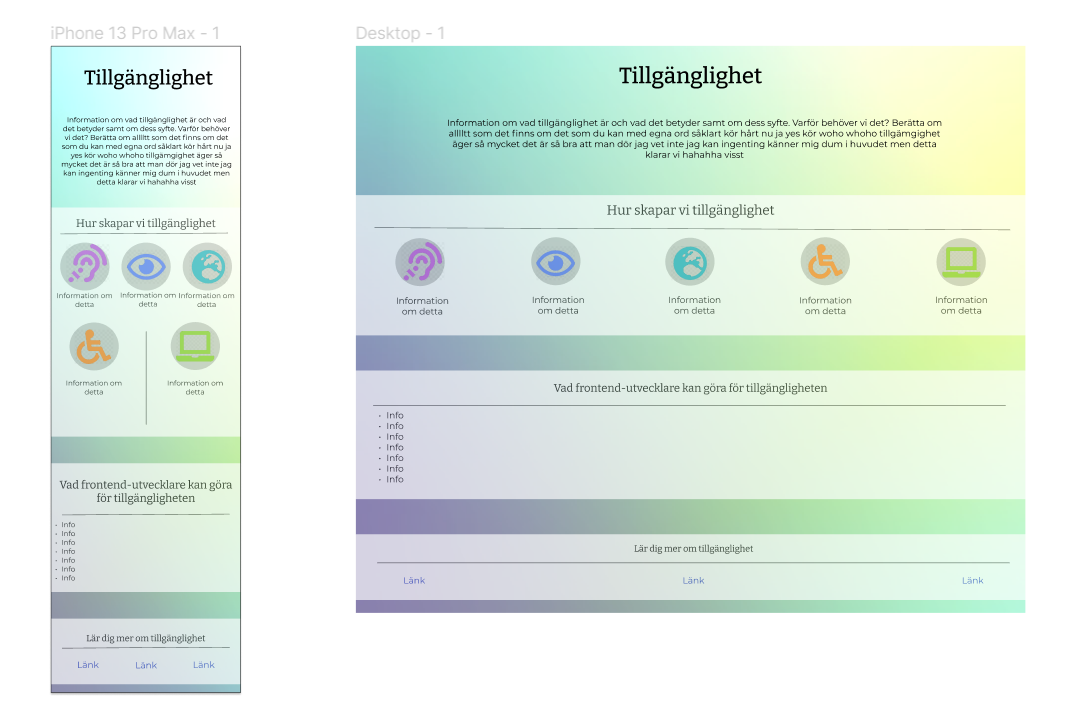 iPhone 13 Pro Max - 1
Tillgänglighet
Information om vad tillgänglighet är och vad
det betyder samt om dess syfte. Varför behöver
vi det? Berätta om alllltt som det finns om det
som du kan med egna ord såklart kör hårt nu ja
yes kör woho whoho tillgämgighet äger så
mycket det är så bra att man dör jag vet inte jag
kan ingenting känner mig dum i huvudet men
detta klarar vi hahahha visst
Hur skapar vi tillgänglighet
Information om
detta
Information om
detta
Information om
detta
Information om
detta
Information om
detta
Vad frontend-utvecklare kan göra
för tillgängligheten
• Info
• Info
• Info
• Info
• Info
• Info
• Info
Lär dig mer om tillgänglighet
Länk Länk Länk
Desktop - 1
Tillgänglighet
Information om vad tillgänglighet är och vad det betyder samt om dess syfte. Varför behöver vi det? Berätta om
alllltt som det finns om det som du kan med egna ord såklart kör hårt nu ja yes kör woho whoho tillgämgighet
äger så mycket det är så bra att man dör jag vet inte jag kan ingenting känner mig dum i huvudet men detta
klarar vi hahahha visst
Hur skapar vi tillgänglighet
Information
om detta
Information
om detta
Information
om detta
Information
om detta
Information
om detta
Vad frontend-utvecklare kan göra för tillgängligheten
• Info
• Info
• Info
• Info
• Info
• Info
• Info
Lär dig mer om tillgänglighet
Länk Länk Länk